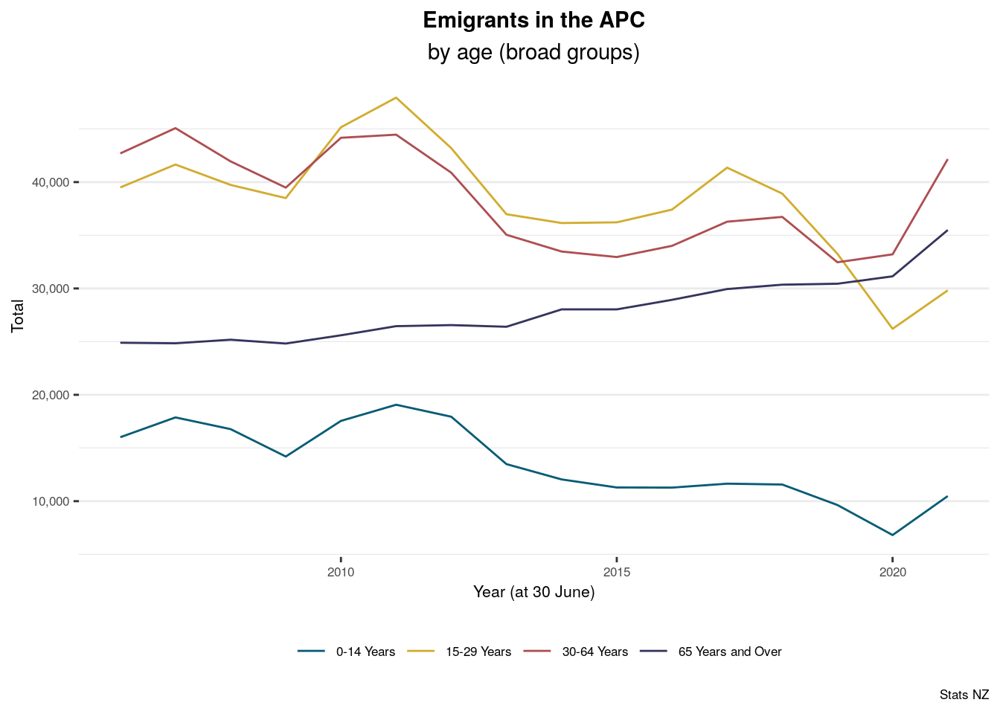 Emigrants in the APC
by age (broad groups)
Total
40,000
30,000
20,000
10,000
2010 2015 2020
Year (at 30 June)
0-14 Years 15-29 Years 30-64 Years 65 Years and Over
Stats NZ